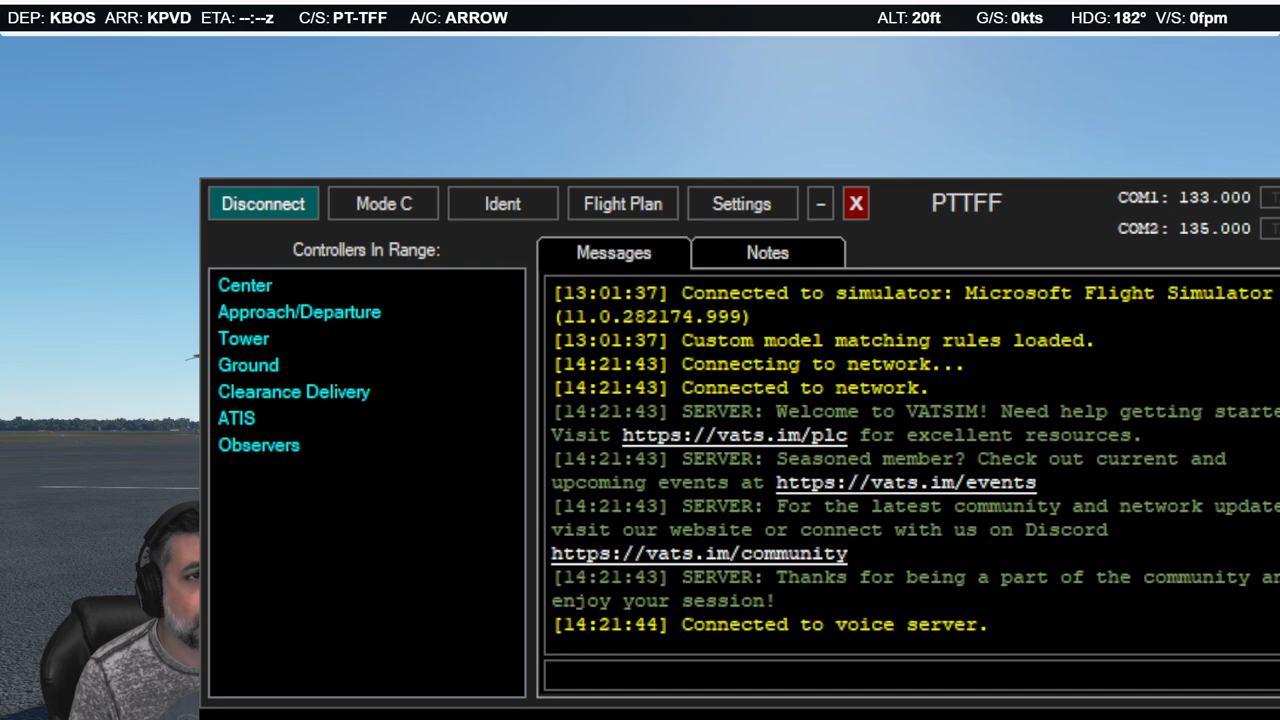 DEP: KBOS ARR: KPVD ETA: --:--z C/S: PT-TFF A/C: ARROW ALT: 20ft G/S: 0kts HDG: 182° V/S: 0fpm
Disconnect Mode C Ident Flight Plan Settings – X PTTFF COM1: 133.000
COM2: 135.000
Controllers In Range:
Messages Notes
Center
Approach/Departure
Tower
Ground
Clearance Delivery
ATIS
Observers
[13:01:37] Connected to simulator: Microsoft Flight Simulator
(11.0.282174.999)
[13:01:37] Custom model matching rules loaded.
[14:21:43] Connecting to network...
[14:21:43] Connected to network.
[14:21:43] SERVER: Welcome to VATSIM! Need help getting starte
Visit https://vats.im/plc for excellent resources.
[14:21:43] SERVER: Seasoned member? Check out current and
upcoming events at https://vats.im/events
[14:21:43] SERVER: For the latest community and network update
visit our website or connect with us on Discord
https://vats.im/community
[14:21:43] SERVER: Thanks for being a part of the community an
enjoy your session!
[14:21:44] Connected to voice server.